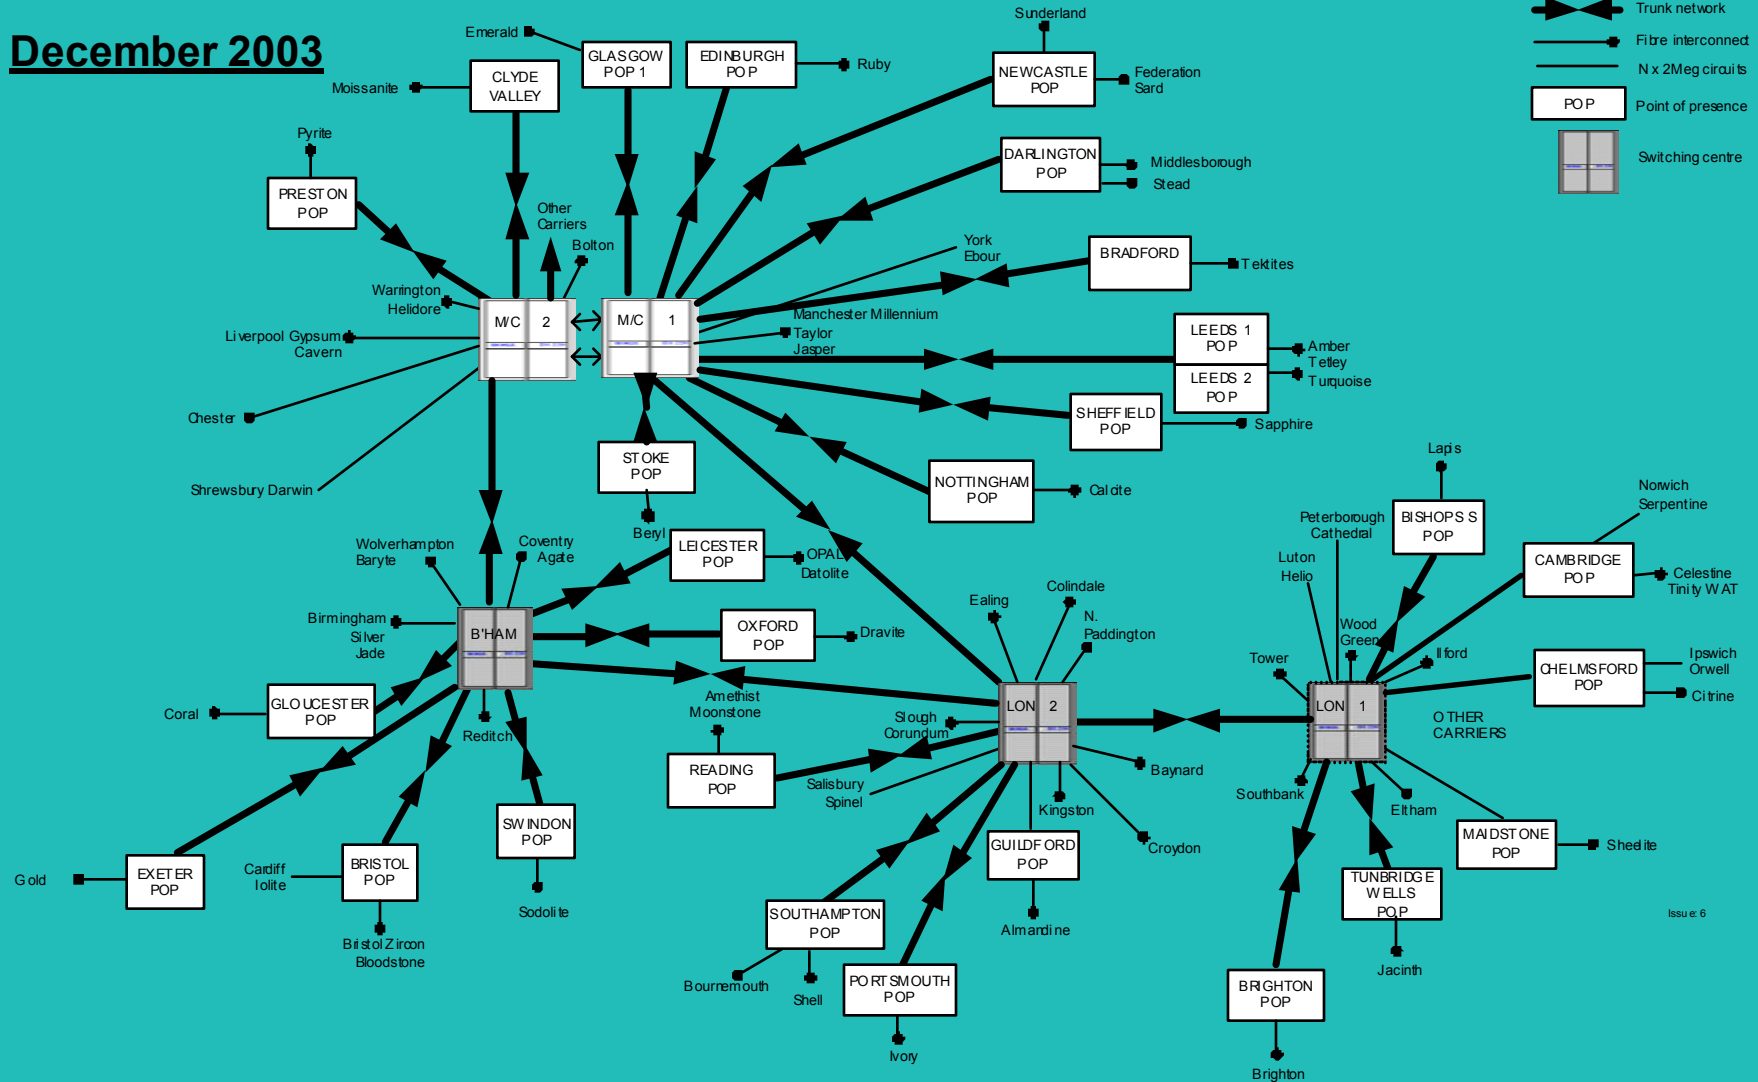 December 2003
Trunk network
Fibre interconnect
N x 2Meg circuits
POP
Point of presence
Switching centre
Sunderland
Emerald
GLASGOW
POP 1
EDINBURGH
POP
Ruby
NEWCASTLE
POP
Federation
Sard
Moissanite
CLYDE
VALLEY
Pyrite
PRESTON
POP
DARLINGTON
POP
Middlesborough
Stead
Other
Carriers
Bolton
York
Ebour
BRADFORD
Tektites
Warrington
Helidore
M/C 2
M/C 1
Manchester Millennium
Taylor
Jasper
Liverpool Gypsum
Cavern
LEEDS 1
POP
Amber
Tetley
LEEDS 2
POP
Turquoise
Chester
SHEFFIELD
POP
Sapphire
Shrewsbury Darwin
STOKE
POP
Beryl
NOTTINGHAM
POP
Calcite
Lapis
BISHOPS S
POP
Norwich
Serpentine
Peterborough
Cathedral
Luton
Helio
CAMBRIDGE
POP
Celestine
Tinity WAT
Wolverhampton
Baryte
Coventry
Agate
LEICESTER
POP
OPAL
Datolite
Birmingham
Silver
Jade
B'HAM
OXFORD
POP
Dravite
Ealing
Colindale
N.
Paddington
Wood
Green
Ilford
Tower
CHELMSFORD
POP
Ipswich
Orwell
Citrine
Coral
GLOUCESTER
POP
Reditch
Amethist
Moonstone
Slough
Corundum
LON 2
LON 1
OTHER
CARRIERS
READING
POP
Salisbury
Spinel
Baynard
Kingston
Croydon
Southbank
Eltham
MAIDSTONE
POP
Sheelite
SWINDON
POP
Sodolite
GUILDFORD
POP
Almandine
Gold
EXETER
POP
Cardiff
Iolite
BRISTOL
POP
Bristol Zircon
Bloodstone
TUNBRIDGE
WELLS
POP
Jacinth
SOUTHAMPTON
POP
Bournemouth
Shell
PORTSMOUTH
POP
Ivory
BRIGHTON
POP
Brighton
Issue: 6